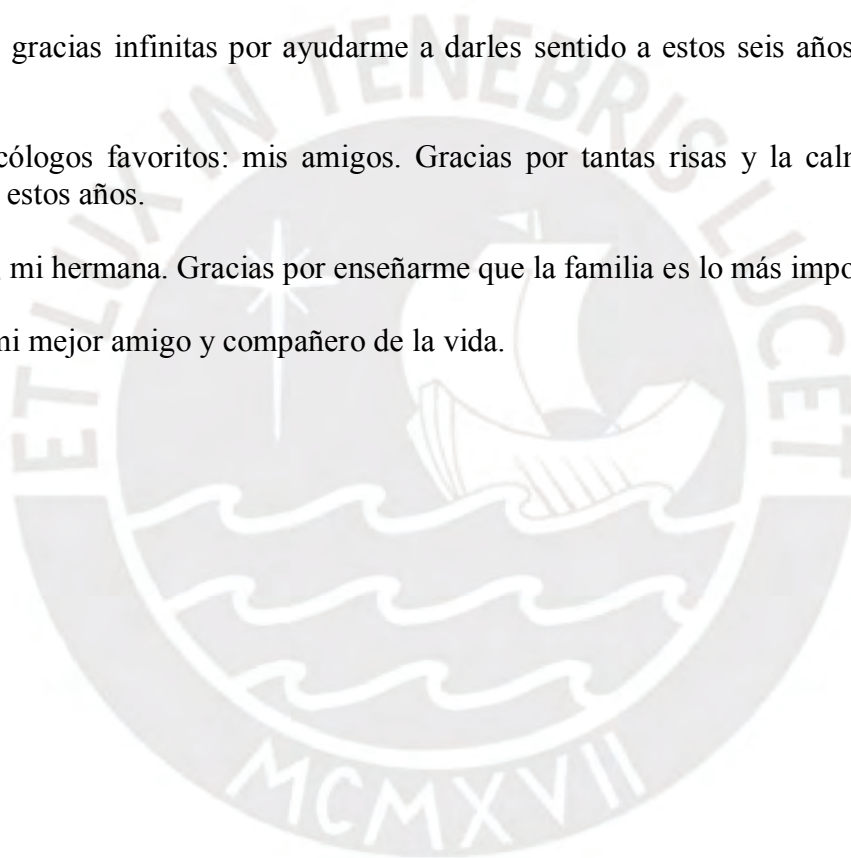 gracias infinitas por ayudarme a darles sentido a estos seis años
cólogos favoritos: mis amigos. Gracias por tantas risas y la caln
estos años.
mi hermana. Gracias por enseñarme que la familia es lo más impo
mi mejor amigo y compañero de la vida.
ET LUX IN TENEBRIS LUCET
MCMXVII